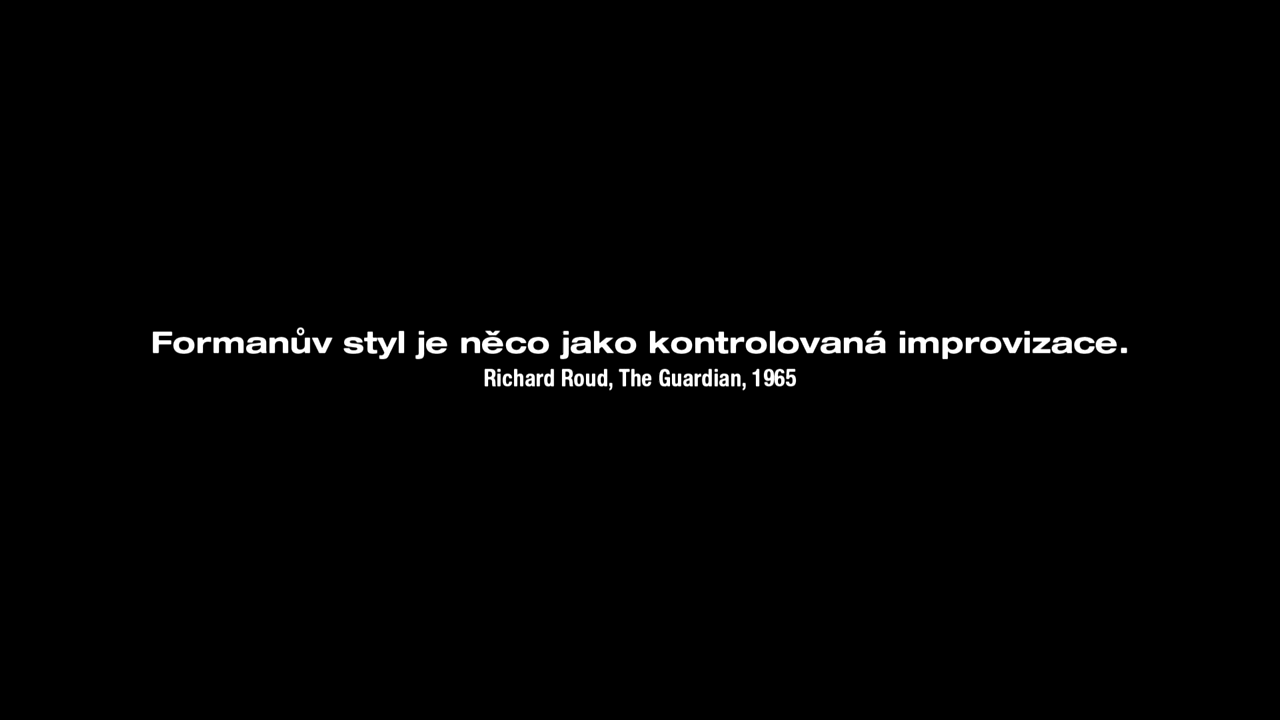 Formanův styl je něco jako kontrolovaná improvizace.
Richard Roud, The Guardian, 1965